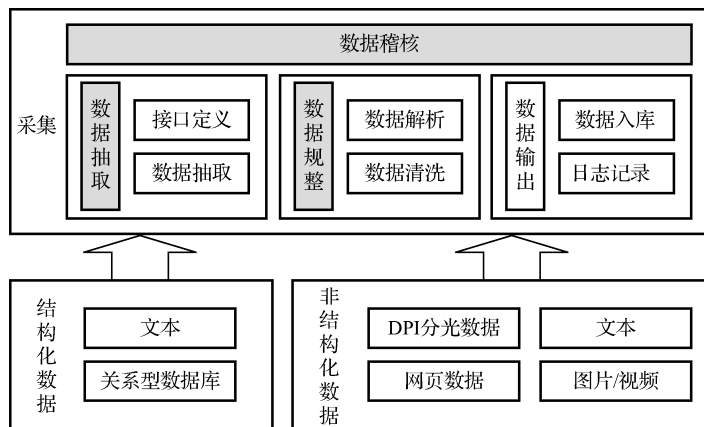 数据稽核
采集
数据抽取
接口定义
数据抽取
数据规整
数据解析
数据清洗
数据输出
数据入库
日志记录
结构化数据
文本
关系型数据库
非结构化数据
DPI分光数据
文本
网页数据
图片/视频